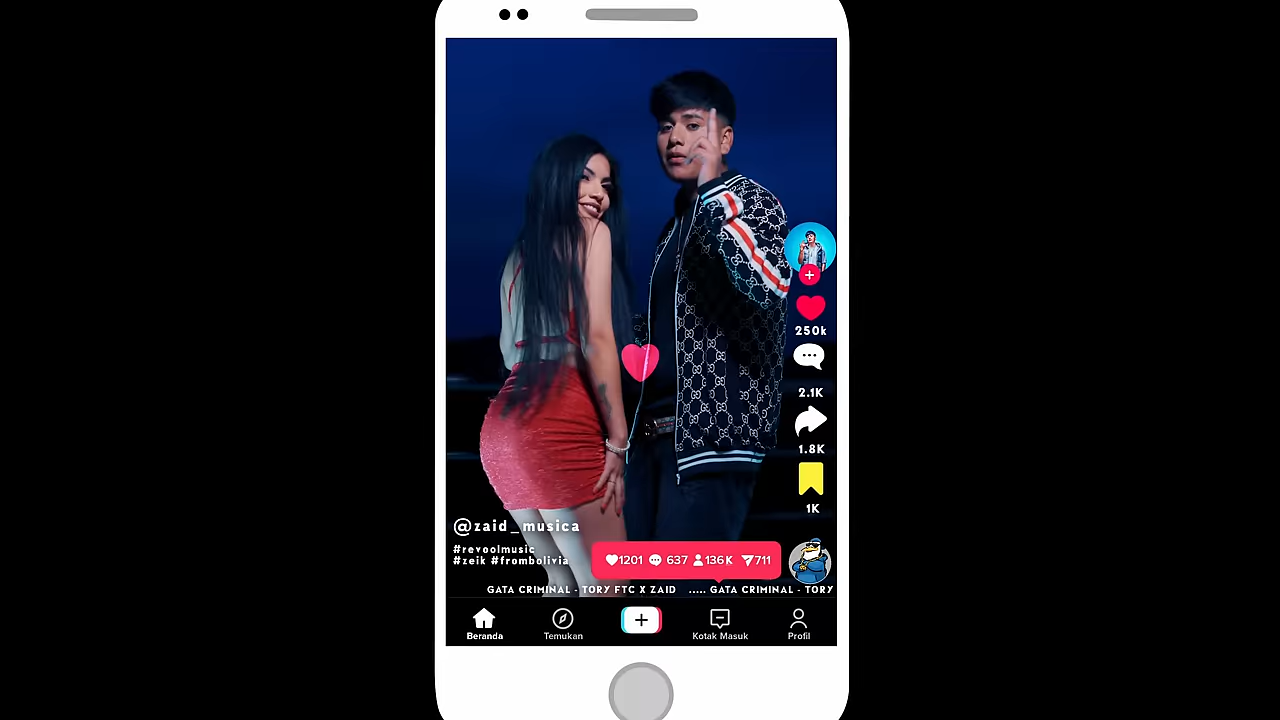 250k
2.1K
1.8K
1K
@zaid_musica
#revoolmusic
#zeik #frombolivia
1201 637 136K 711
GATA CRIMINAL - TORY FTC X ZAID ..... GATA CRIMINAL - TORY
Beranda Temukan Kotak Masuk Profil